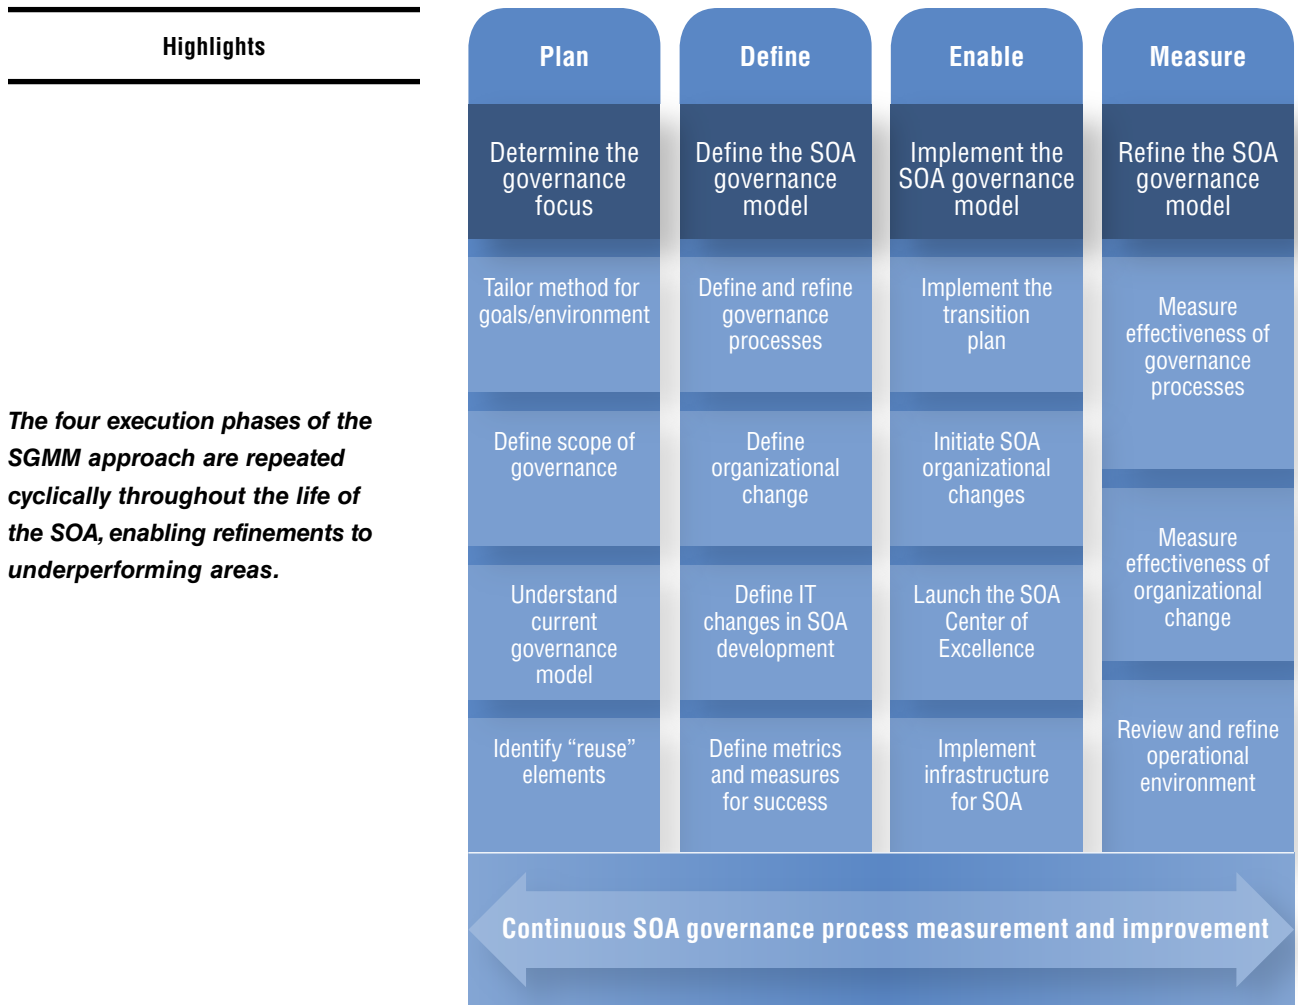 Highlights
The four execution phases of the
SGMM approach are repeated
cyclically throughout the life of
the SOA, enabling refinements to
underperforming areas.
Plan
Determine the
governance
focus
Tailor method for
goals/environment
Define scope of
governance
Understand
current
governance
model
Identify “reuse”
elements
Define
Define the SOA
governance
model
Define and refine
governance
processes
Define
organizational
change
Define IT
changes in SOA
development
Define metrics
and measures
for success
Enable
Implement the
SOA governance
model
Implement the
transition
plan
Initiate SOA
organizational
changes
Launch the SOA
Center of
Excellence
Implement
infrastructure
for SOA
Measure
Refine the SOA
governance
model
Measure
effectiveness of
governance
processes
Measure
effectiveness of
organizational
change
Review and refine
operational
environment
Continuous SOA governance process measurement and improvement